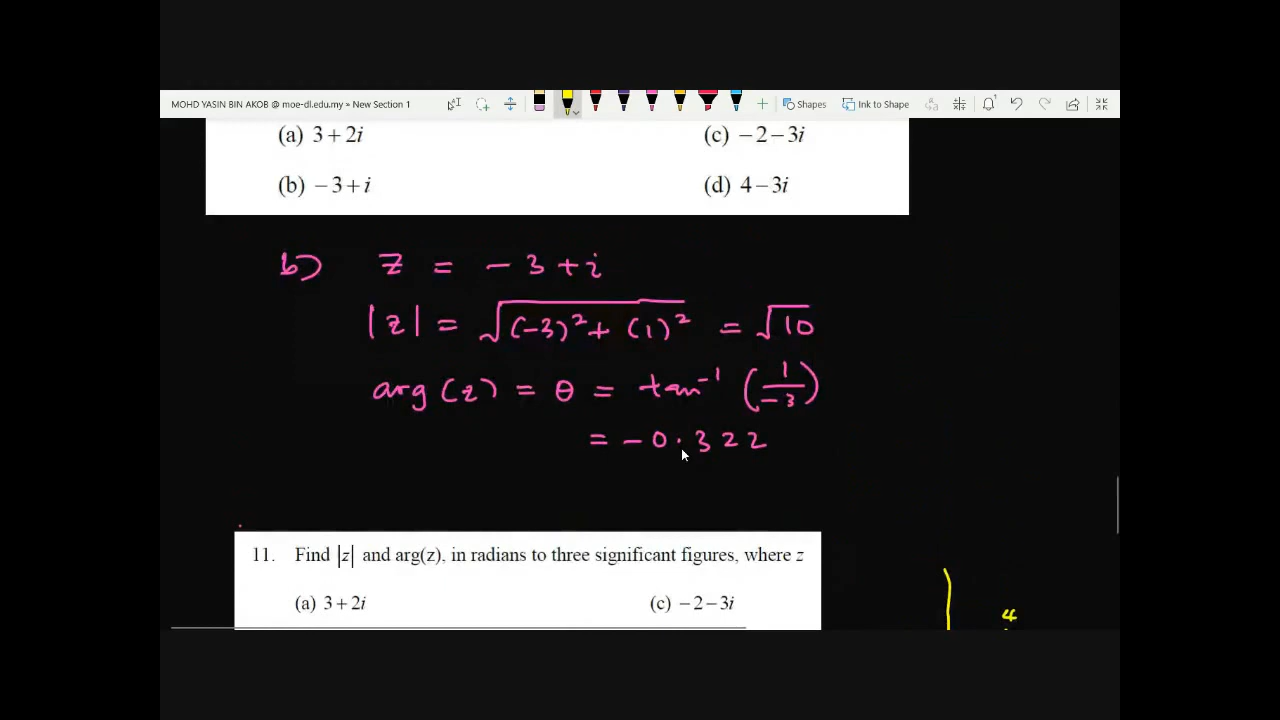 MOHD YASIN BIN AKOB @ moe-dl.edu.my » New Section 1
Shapes
Ink to Shape
(a) 3+2i
(c) −2−3i
(b) −3+i
(d) 4−3i
b) Z = −3+i
|z| = √((−3)²+(1)²) = √10
arg(z) = θ = tan⁻¹(1/−3)
= −0.322
11. Find |z| and arg(z), in radians to three significant figures, where z
(a) 3+2i
(c) −2−3i
4